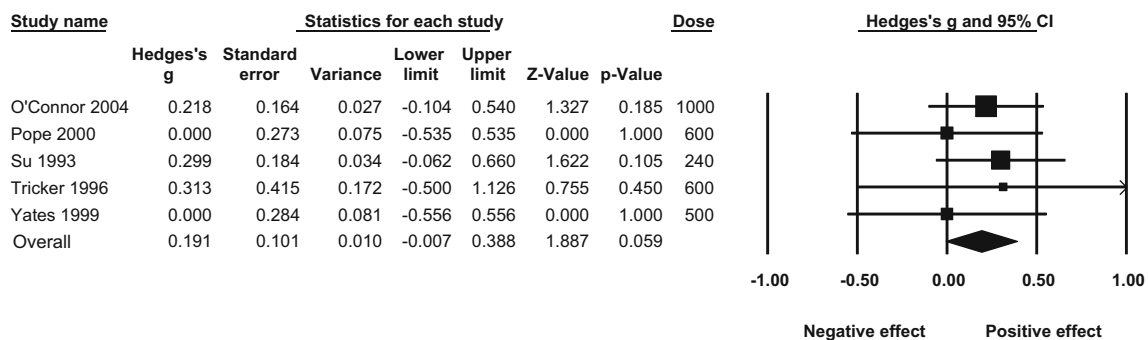 Study name Statistics for each study Dose Hedges's g and 95% CI
Hedges's Standard Lower Upper
g error Variance limit limit Z-Value p-Value
O'Connor 2004 0.218 0.164 0.027 -0.104 0.540 1.327 0.185 1000
Pope 2000 0.000 0.273 0.075 -0.535 0.535 0.000 1.000 600
Su 1993 0.299 0.184 0.034 -0.062 0.660 1.622 0.105 240
Tricker 1996 0.313 0.415 0.172 -0.500 1.126 0.755 0.450 600
Yates 1999 0.000 0.284 0.081 -0.556 0.556 0.000 1.000 500
Overall 0.191 0.101 0.010 -0.007 0.388 1.887 0.059
-1.00 -0.50 0.00 0.50 1.00
Negative effect Positive effect